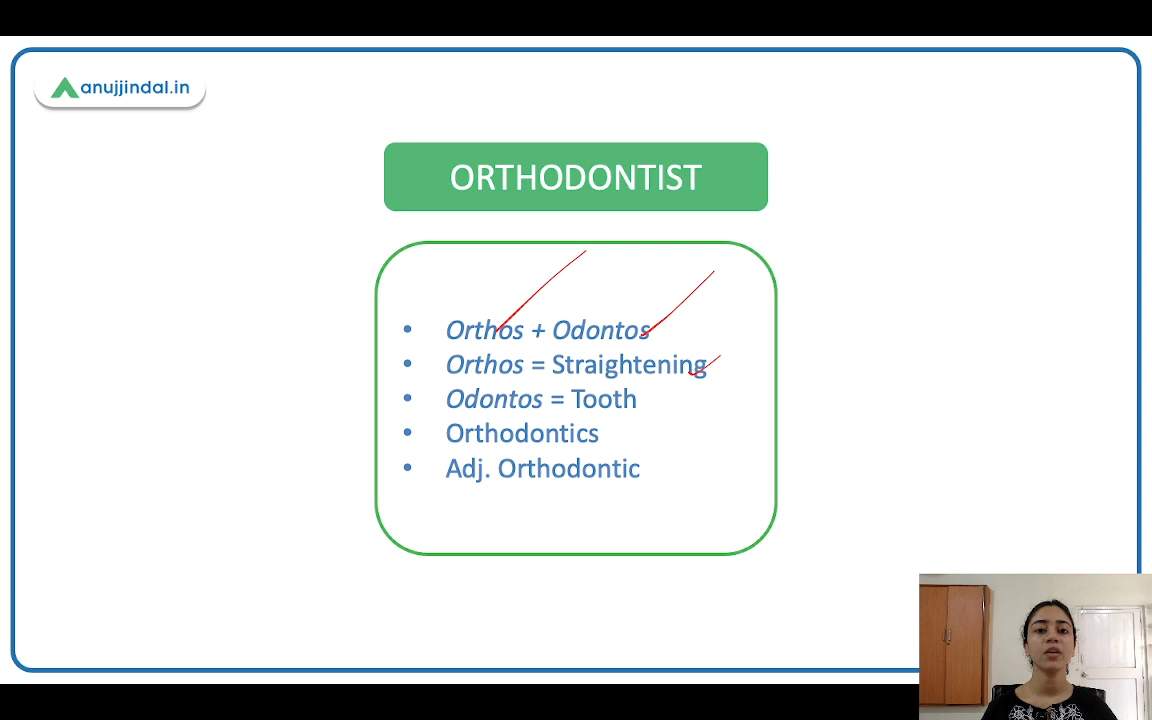 anujjindal.in
ORTHODONTIST
• Orthos + Odontos
• Orthos = Straightening
• Odontos = Tooth
• Orthodontics
• Adj. Orthodontic